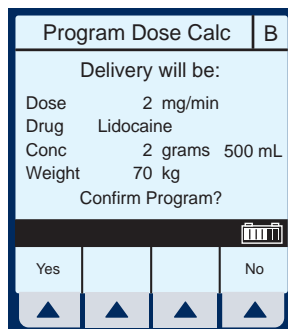 Program Dose Calc B
Delivery will be:
Dose 2 mg/min
Drug Lidocaine
Conc 2 grams 500 mL
Weight 70 kg
Confirm Program?
Yes No